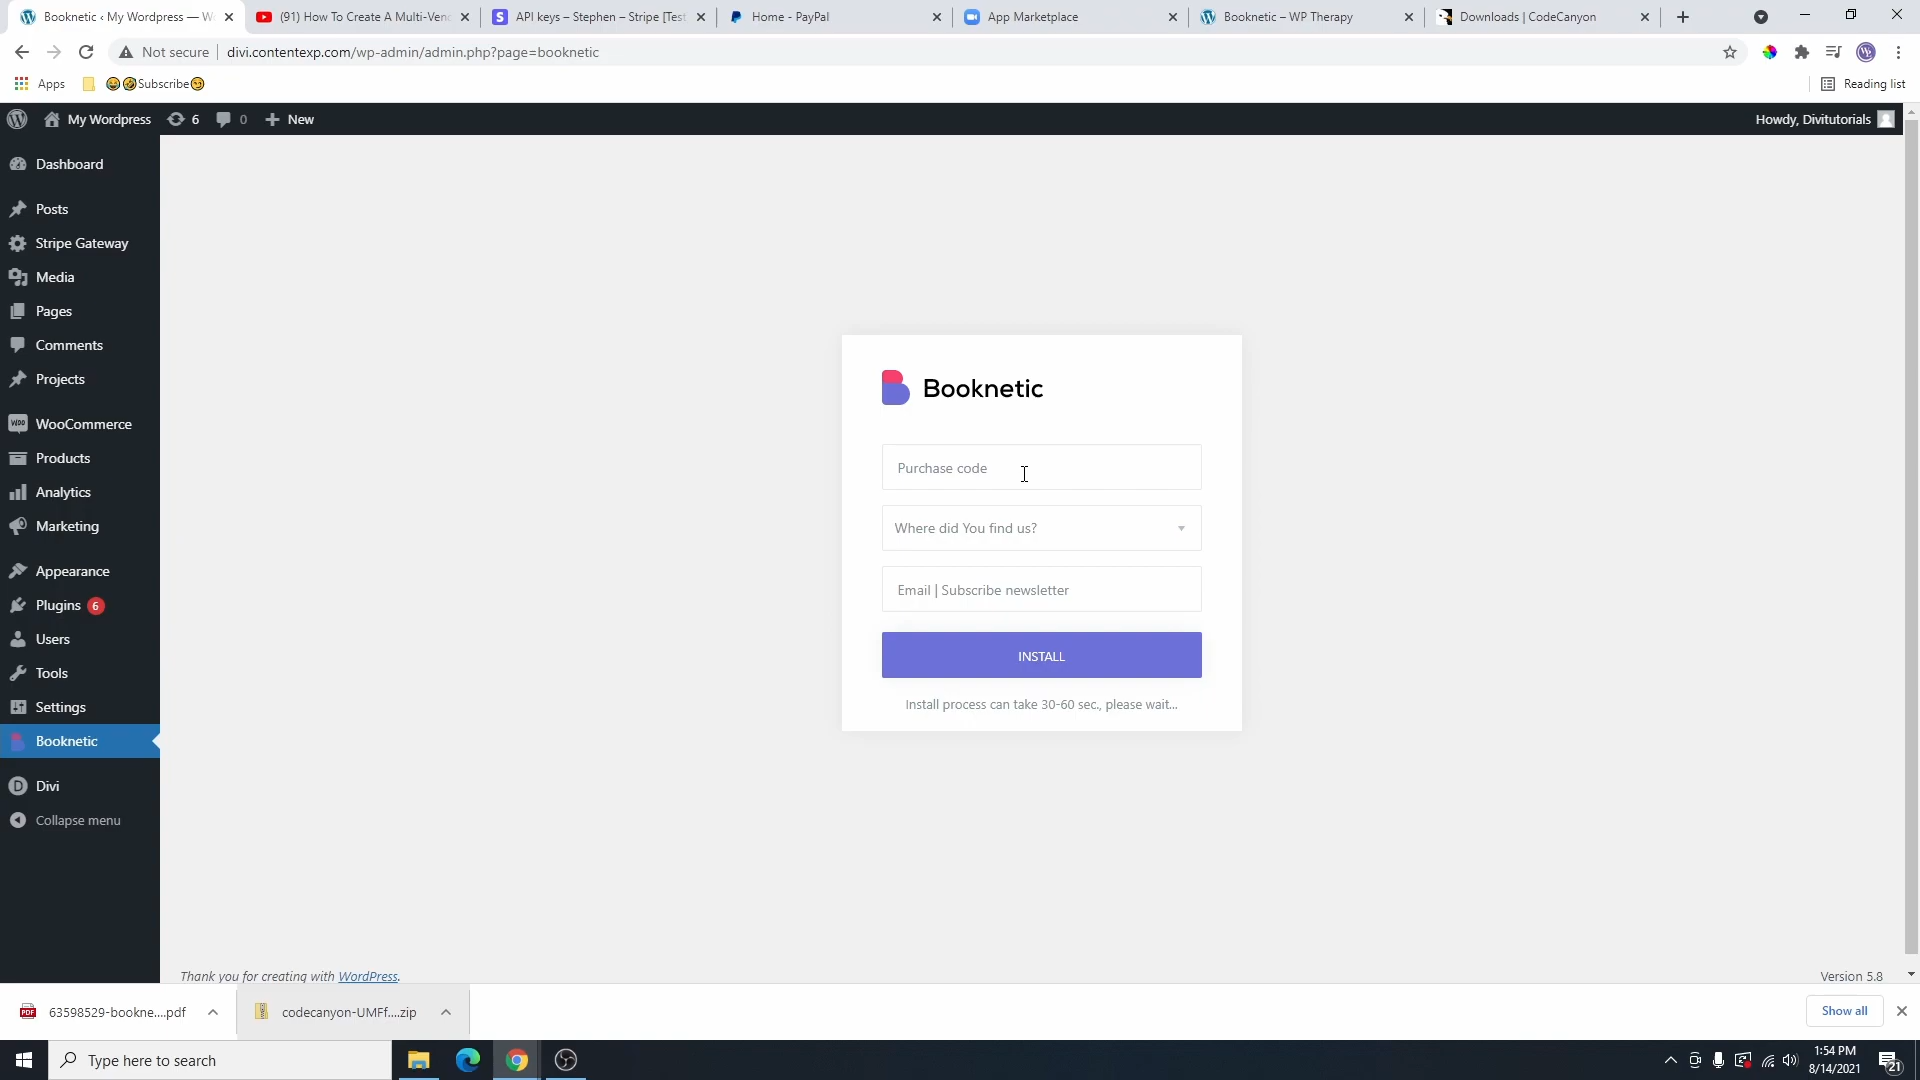 Booknetic ‹ My Wordpress — W
(91) How To Create A Multi-Vend
API keys – Stephen – Stripe [Test
Home - PayPal
App Marketplace
Booknetic – WP Therapy
Downloads | CodeCanyon
Not secure
divi.contentexp.com/wp-admin/admin.php?page=booknetic
Apps
Subscribe
Reading list
My Wordpress
6
0
New
Howdy, Divitutorials
Dashboard
Posts
Stripe Gateway
Media
Pages
Comments
Projects
WooCommerce
Products
Analytics
Marketing
Appearance
Plugins 6
Users
Tools
Settings
Booknetic
Divi
Collapse menu
Booknetic
Purchase code
Where did You find us?
Email | Subscribe newsletter
INSTALL
Install process can take 30-60 sec., please wait...
Thank you for creating with WordPress.
Version 5.8
63598529-bookne....pdf
codecanyon-UMFf....zip
Show all
Type here to search
1:54 PM
8/14/2021
21